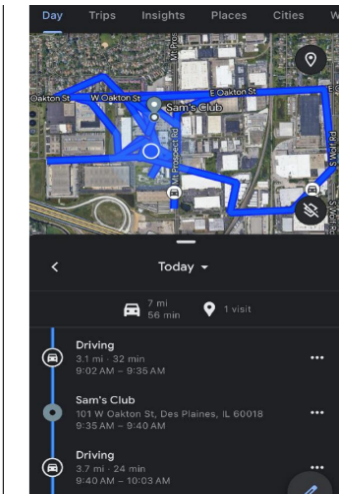 Day Trips Insights Places Cities W
Oakton St
W Oakton St
E Oakton St
Sam's Club
Mt Pros
Mt Prospect Rd
S Wolf Rd
Today
7 mi
56 min
1 visit
Driving
3.1 mi · 32 min
9:02 AM – 9:35 AM
Sam's Club
101 W Oakton St, Des Plaines, IL 60018
9:35 AM – 9:40 AM
Driving
3.7 mi · 24 min
9:40 AM – 10:03 AM